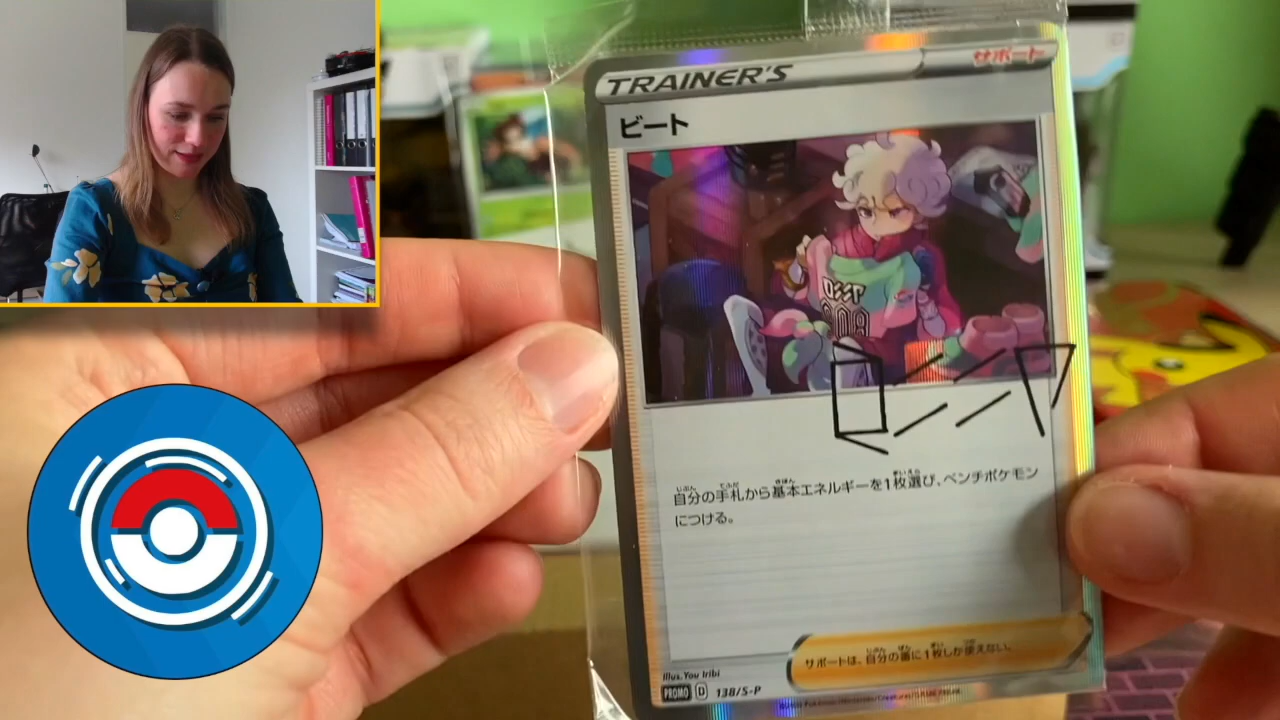 TRAINER'S サポート
ビート
自分の手札から基本エネルギーを1枚選び、ベンチポケモン
につける。
サポートは、自分の番に1枚しか使えない。
Illus. You Iribi
PROMO D 138/S-P